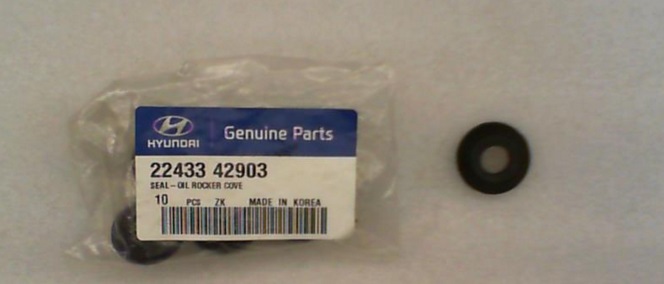 HYUNDAI
Genuine Parts
22433 42903
SEAL-OIL ROCKER COVE
10 PCS ZK MADE IN KOREA